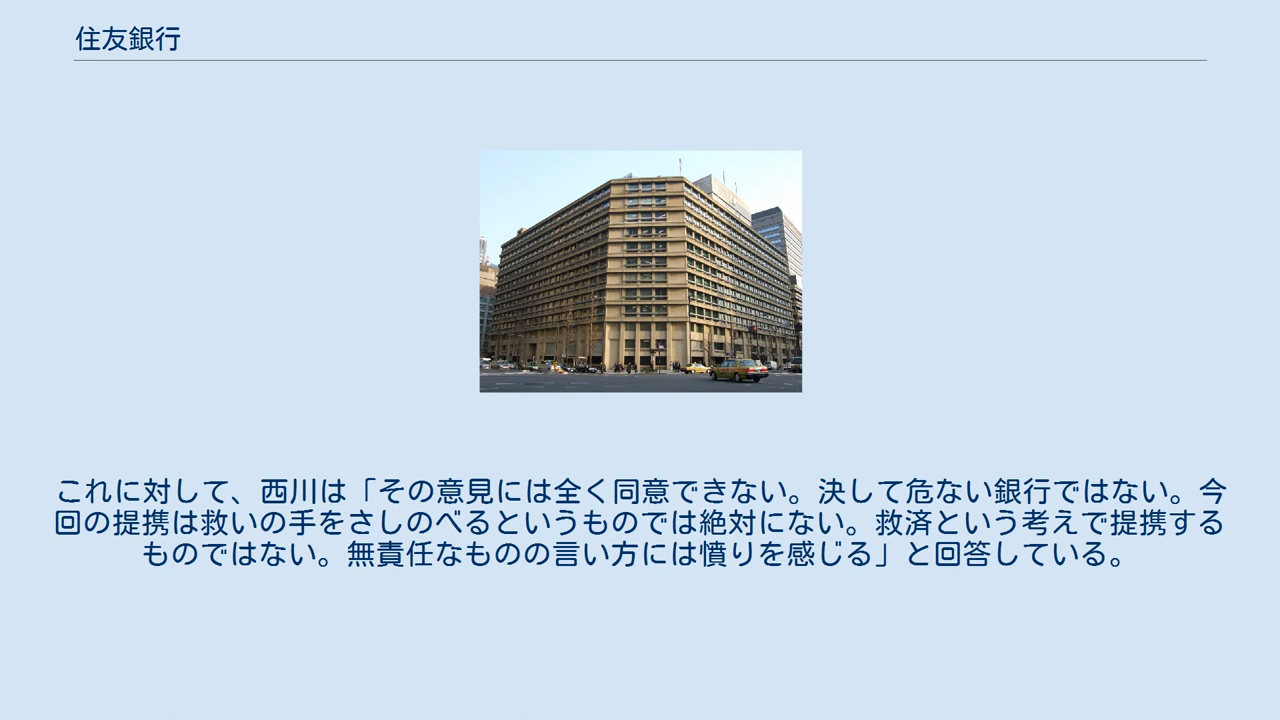 住友銀行
これに対して、西川は「その意見には全く同意できない。決して危ない銀行ではない。今
回の提携は救いの手をさしのべるというものでは絶対にない。救済という考えで提携する
ものではない。無責任なものの言い方には憤りを感じる」と回答している。